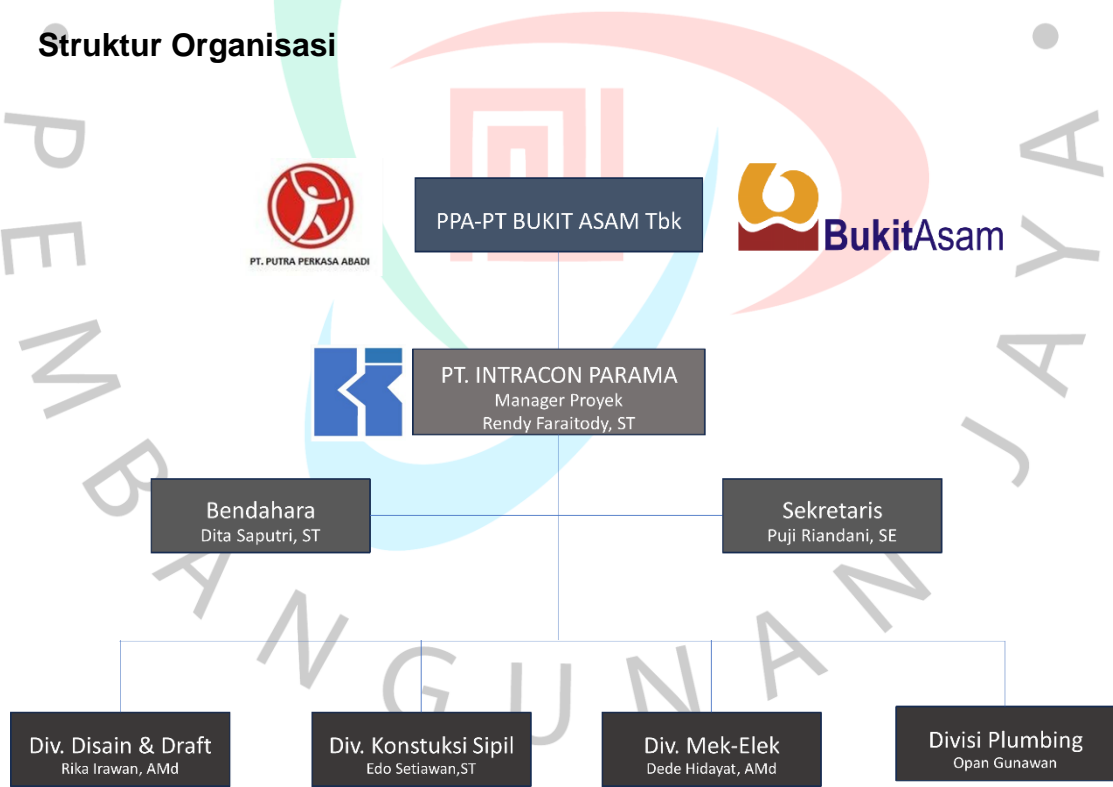 Struktur Organisasi
PPA-PT BUKIT ASAM Tbk
PT. PUTRA PERKASA ABADI
BukitAsam
PT. INTRACON PARAMA
Manager Proyek
Rendy Faraitody, ST
Bendahara
Dita Saputri, ST
Sekretaris
Puji Riandani, SE
Div. Disain & Draft
Rika Irawan, AMd
Div. Konstuksi Sipil
Edo Setiawan,ST
Div. Mek-Elek
Dede Hidayat, AMd
Divisi Plumbing
Opan Gunawan
PEMBANGUNAN JAYA